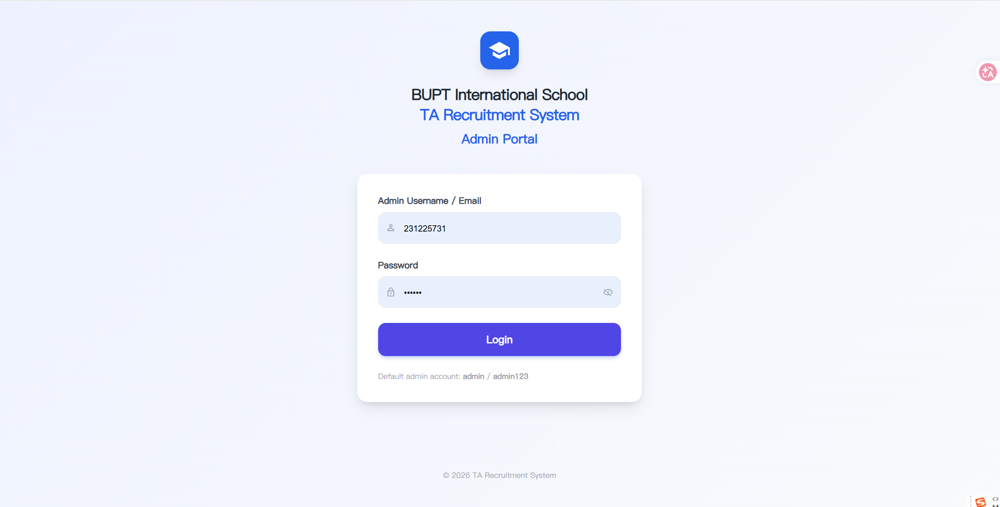 BUPT International School
TA Recruitment System
Admin Portal
Admin Username / Email
231225731
Password
••••••
Login
Default admin account: admin / admin123
© 2026 TA Recruitment System